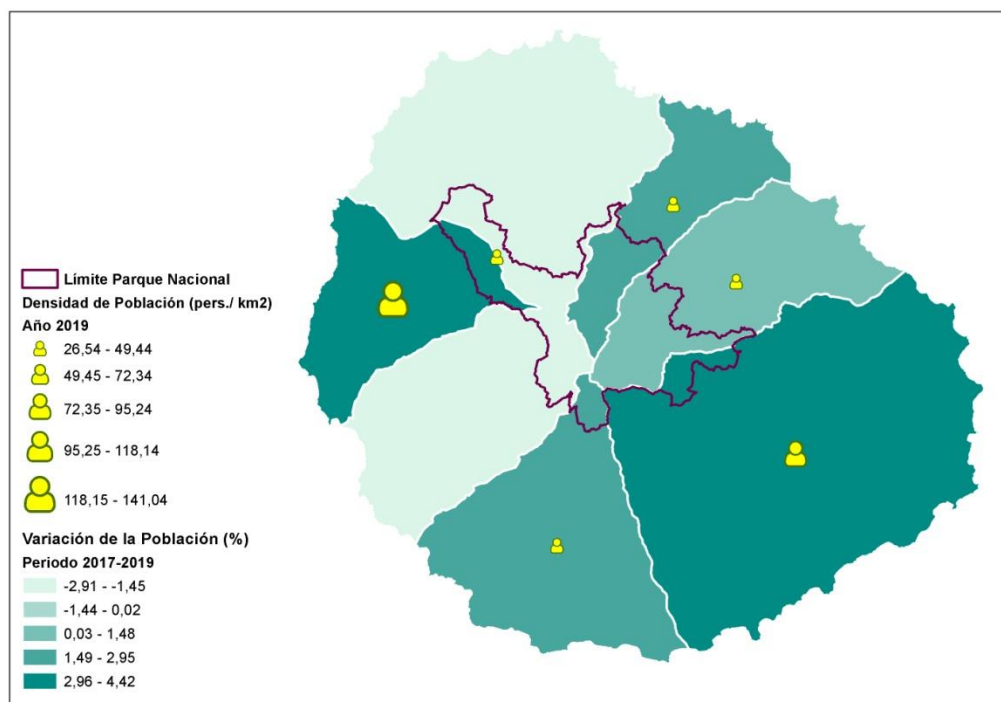 Límite Parque Nacional
Densidad de Población (pers./ km2)
Año 2019
26,54 - 49,44
49,45 - 72,34
72,35 - 95,24
95,25 - 118,14
118,15 - 141,04
Variación de la Población (%)
Periodo 2017-2019
-2,91 - -1,45
-1,44 - 0,02
0,03 - 1,48
1,49 - 2,95
2,96 - 4,42